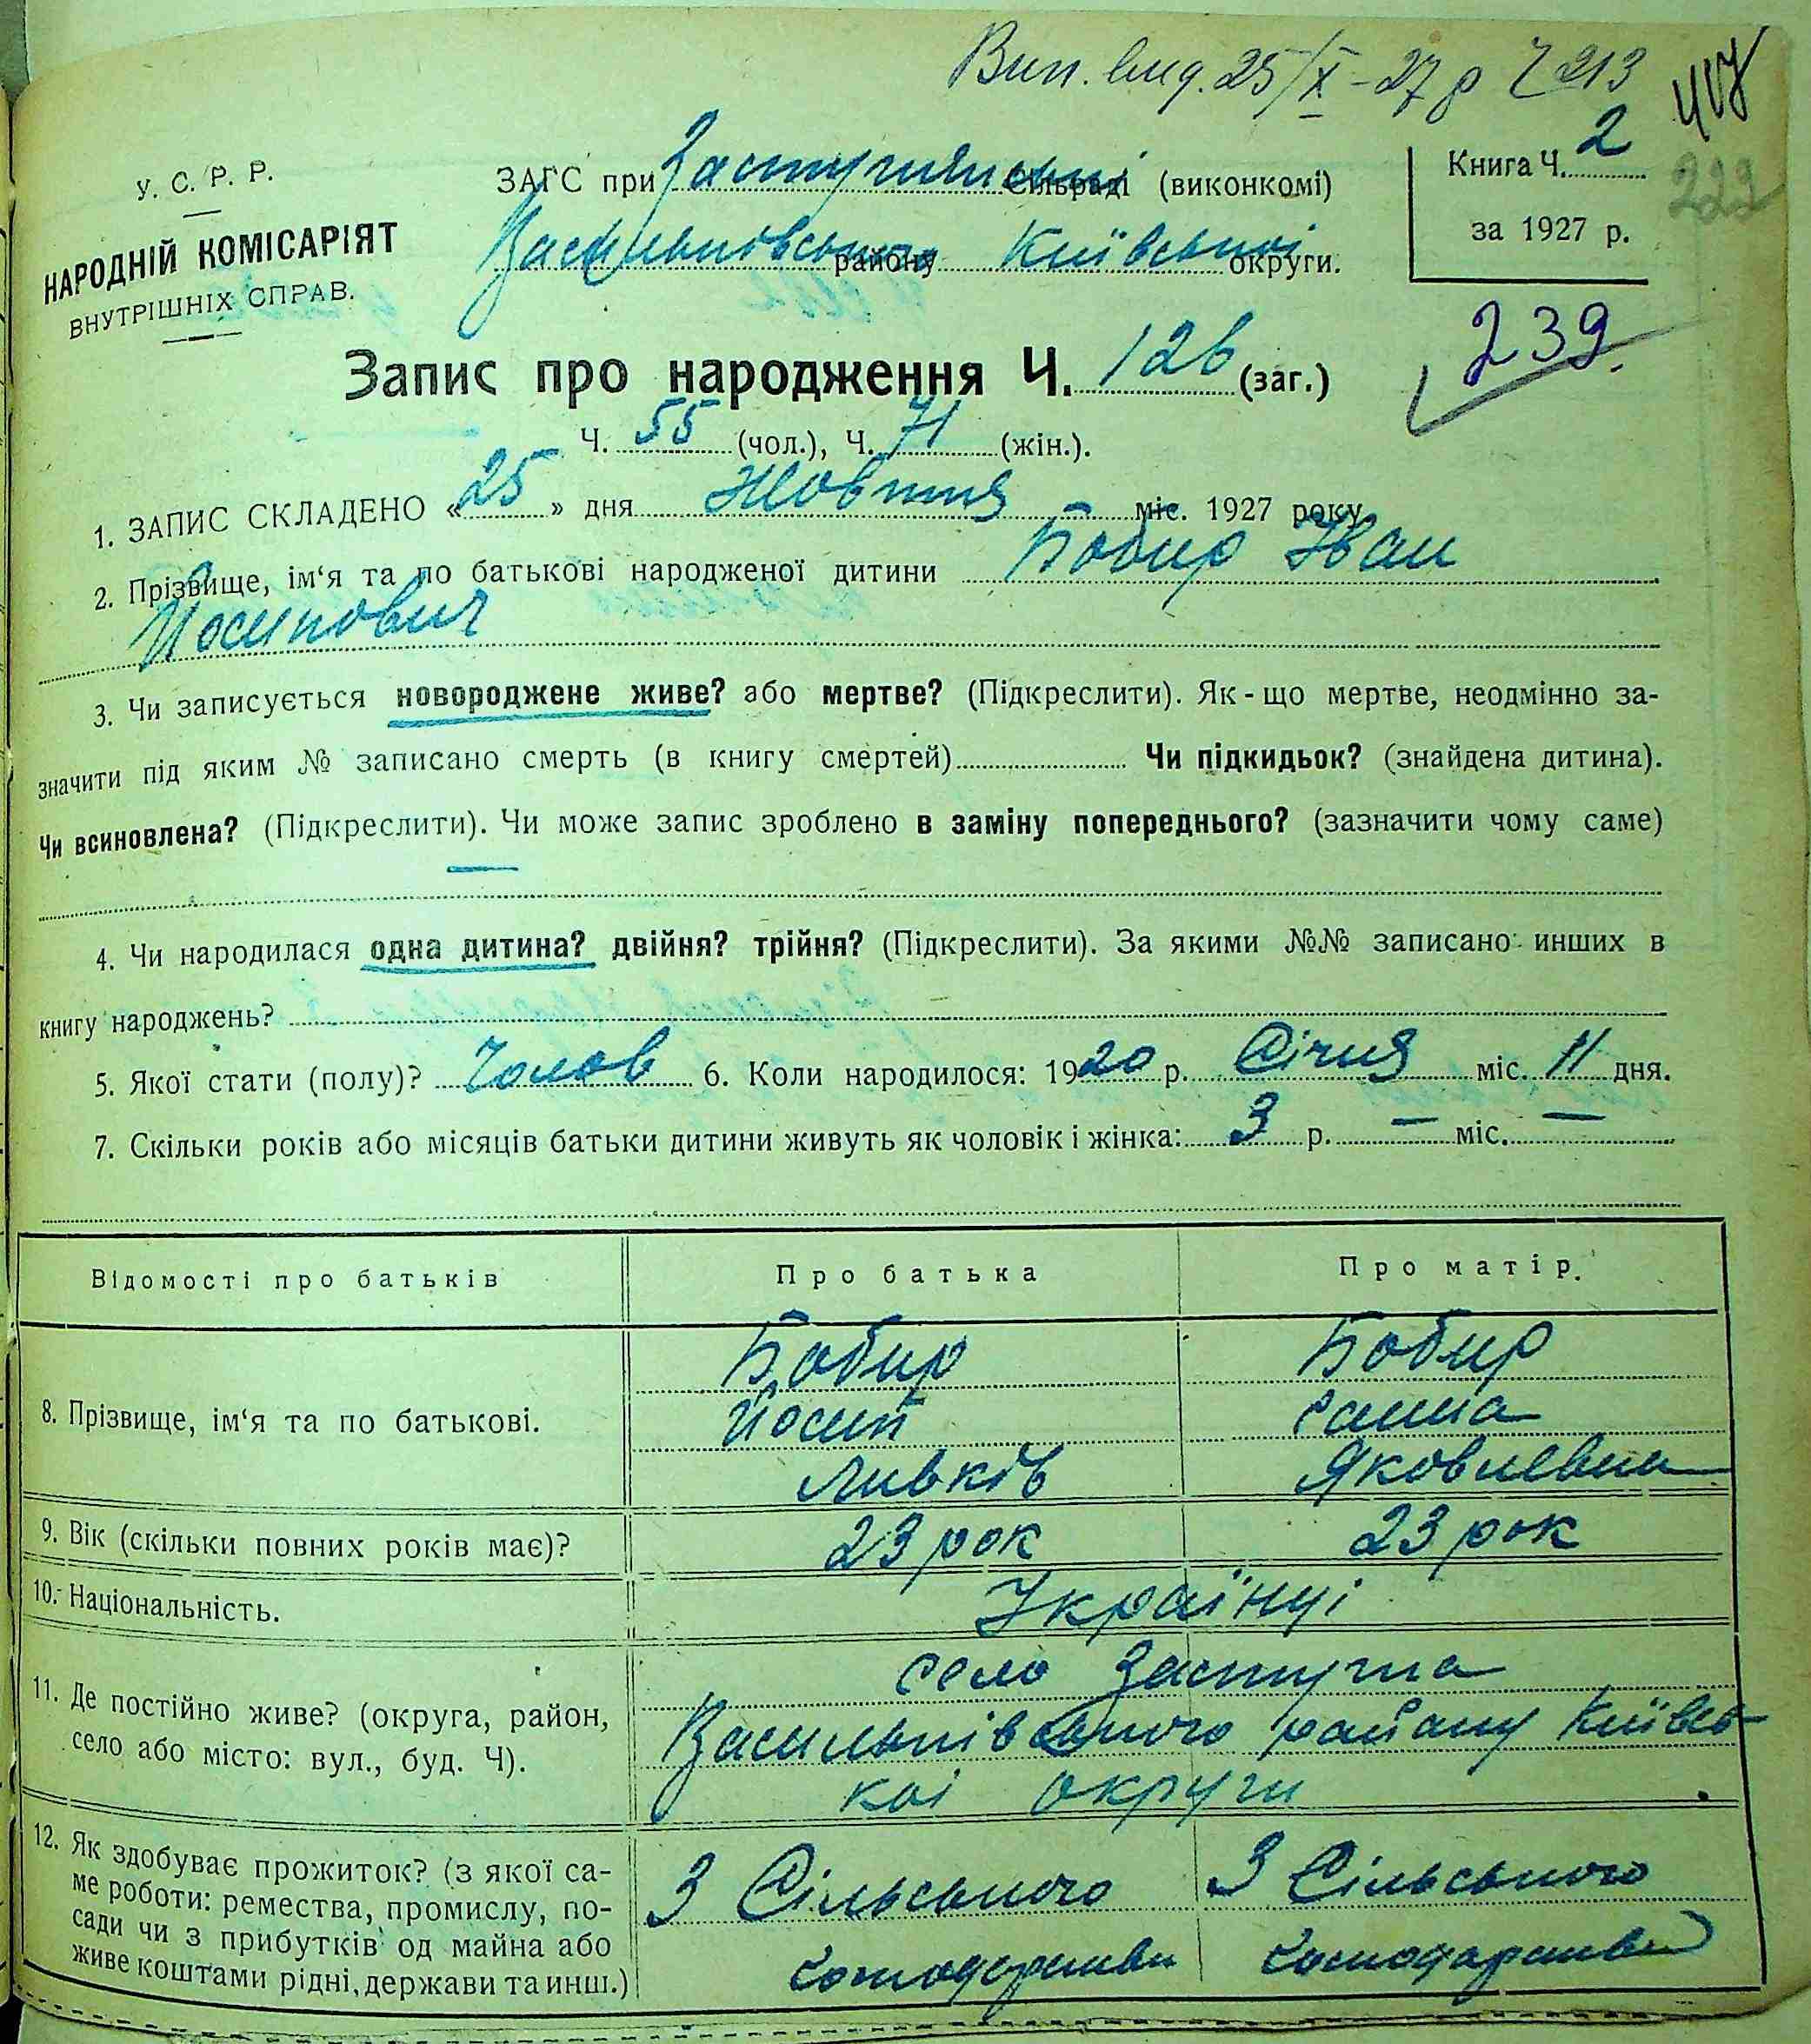 Вип. вид. 25/X - 27 р Ч 213
407
222
У. С. Р. Р.
НАРОДНІЙ КОМІСАРІЯТ
ВНУТРІШНІХ СПРАВ.
ЗАГС при Застугнянській Сільраді (виконкомі)
Васильківського району Київської округи.
Книга Ч. 2
за 1927 р.
239
Запис про народження Ч. 126 (заг.)
Ч. 55 (чол.), Ч. 71 (жін.).
1. ЗАПИС СКЛАДЕНО «25» дня Жовтня міс. 1927 року
2. Прізвище, ім‘я та по батькові народженої дитини Бобир Іван
Йосипович
3. Чи записується новороджене живе? або мертве? (Підкреслити). Як-що мертве, неодмінно за-
значити під яким № записано смерть (в книгу смертей) Чи підкидьок? (знайдена дитина).
Чи всиновлена? (Підкреслити). Чи може запис зроблено в заміну попереднього? (зазначити чому саме)
—
4. Чи народилася одна дитина? двійня? трійня? (Підкреслити). За якими №№ записано инших в
книгу народжень?
5. Якої стати (полу)? Чолов 6. Коли народилося: 1920 р. Січня міс. 11 дня.
7. Скільки років або місяців батьки дитини живуть як чоловік і жінка: 3 р. — міс. —
Відомості про батьків Про батька Про матір.
8. Прізвище, ім‘я та по батькові.
Бобир Бобир
Йосип Ганна
Яковлевна
9. Вік (скільки повних років має)? 23 рок 23 рок
10. Національність. Українці
11. Де постійно живе? (округа, район,
село або місто: вул., буд. Ч).
село Застугна
Васильківського району Київсь-
кої округи
12. Як здобуває прожиток? (з якої са-
ме роботи: ремества, промислу, по-
сади чи з прибутків од майна або
живе коштами рідні, держави та инш.)
З Сільського З Сільського
Господарства Господарства